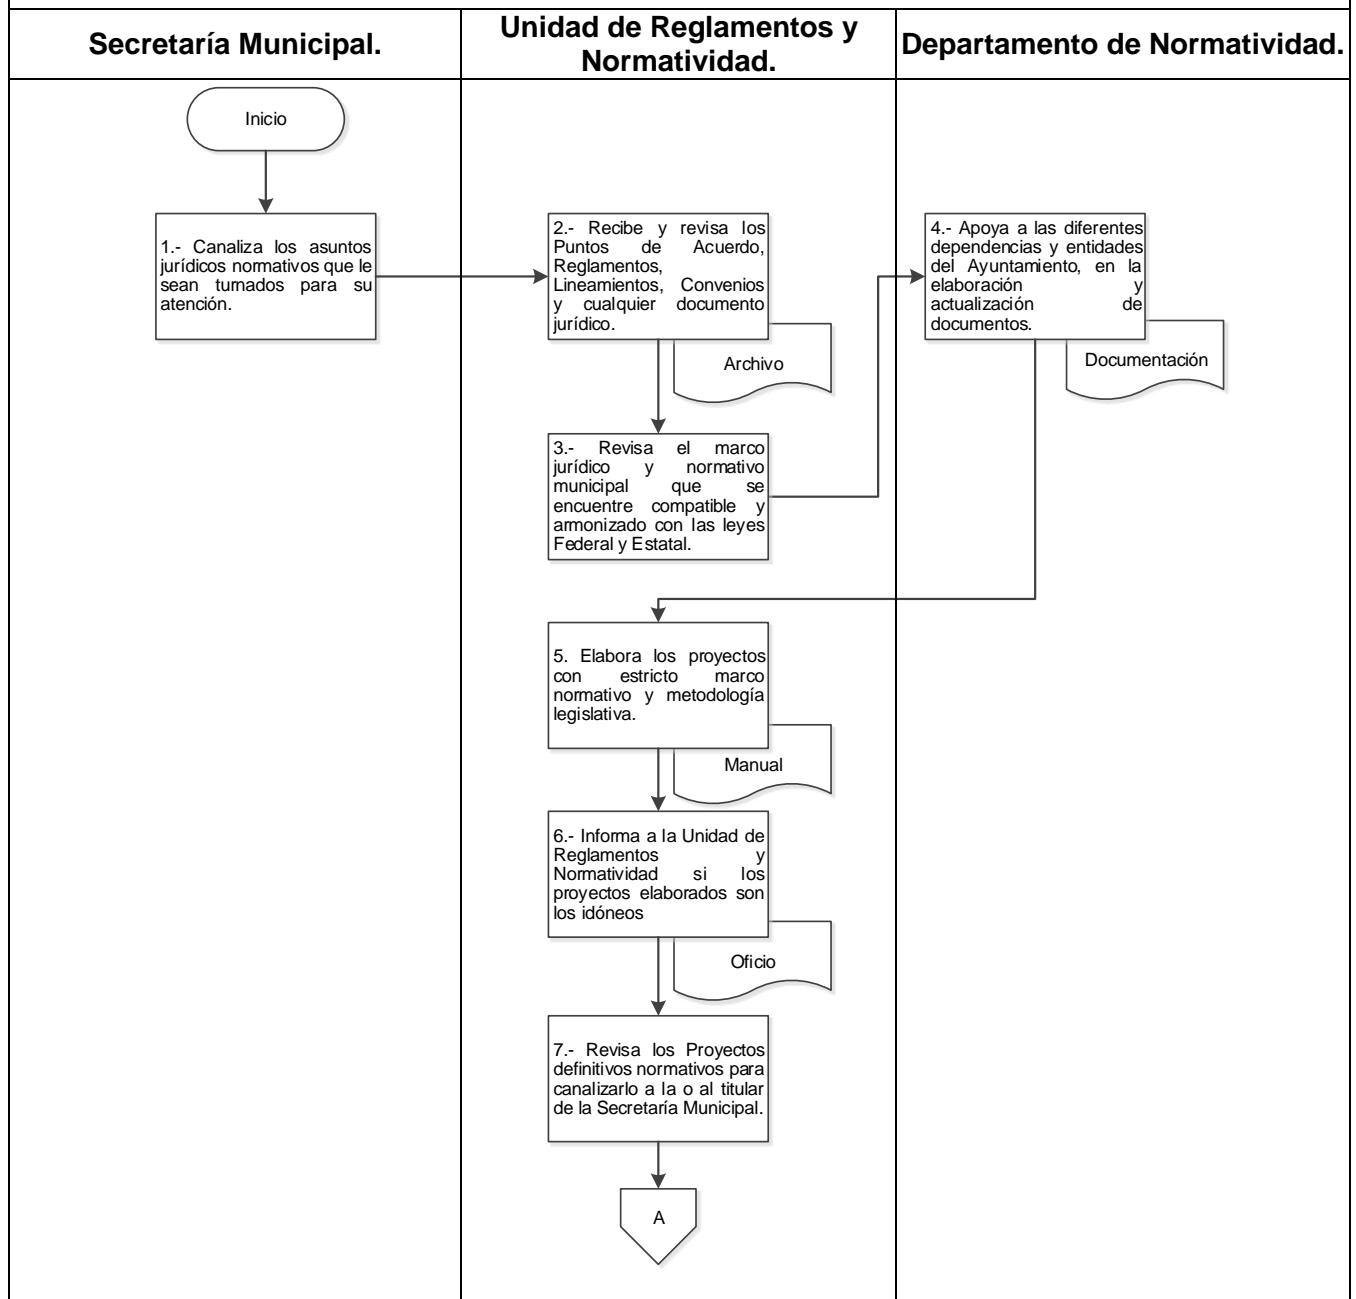 Secretaría Municipal.
Unidad de Reglamentos y
Normatividad.
Departamento de Normatividad.
Inicio
1.- Canaliza los asuntos
jurídicos normativos que le
sean turnados para su
atención.
2.- Recibe y revisa los
Puntos de Acuerdo,
Reglamentos,
Lineamientos, Convenios
y cualquier documento
jurídico.
Archivo
3.- Revisa el marco
jurídico y normativo
municipal que se
encuentre compatible y
armonizado con las leyes
Federal y Estatal.
4.- Apoya a las diferentes
dependencias y entidades
del Ayuntamiento, en la
elaboración y
actualización de
documentos.
Documentación
5. Elabora los proyectos
con estricto marco
normativo y metodología
legislativa.
Manual
6.- Informa a la Unidad de
Reglamentos y
Normatividad si los
proyectos elaborados son
los idóneos
Oficio
7.- Revisa los Proyectos
definitivos normativos para
canalizarlo a la o al titular
de la Secretaría Municipal.
A